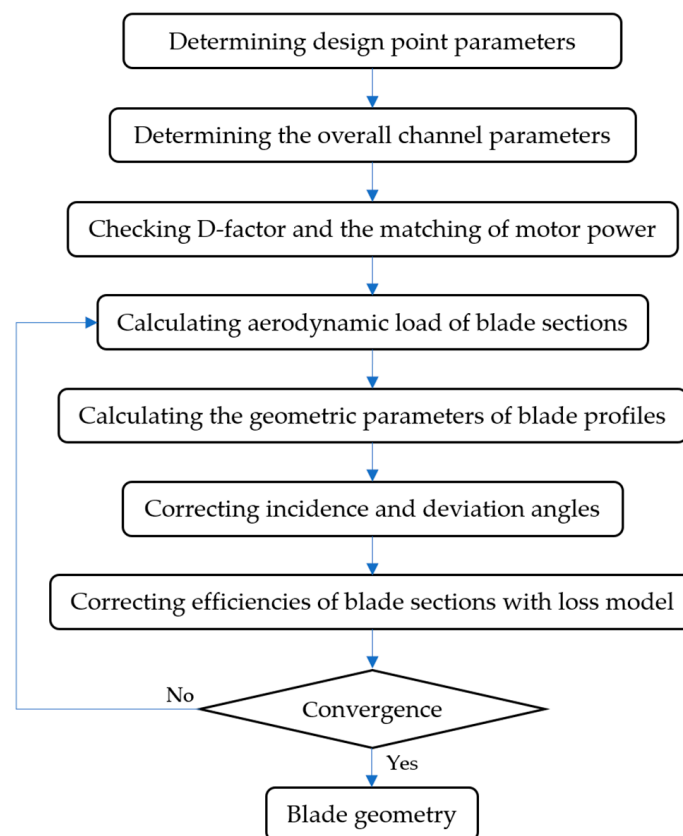 Determining design point parameters
Determining the overall channel parameters
Checking D-factor and the matching of motor power
Calculating aerodynamic load of blade sections
Calculating the geometric parameters of blade profiles
Correcting incidence and deviation angles
Correcting efficiencies of blade sections with loss model
No
Convergence
Yes
Blade geometry